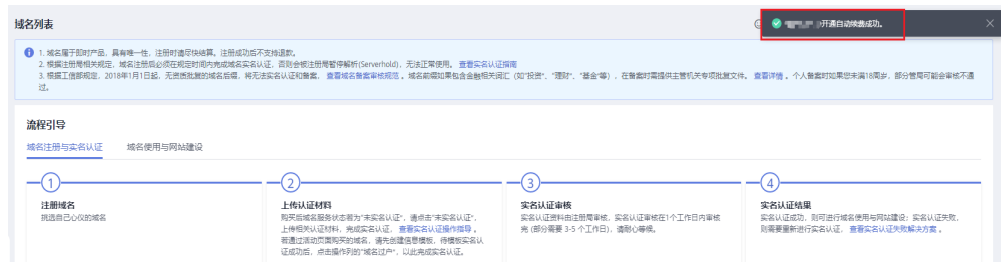 域名列表
开通自动续费成功。
1. 域名属于即时产品，具有唯一性，注册时请尽快结算。注册成功后不支持退款。
2. 根据注册局相关规定，域名注册后必须在规定时间内完成域名实名认证，否则会被注册局暂停解析(Serverhold)，无法正常使用。 查看实名认证指南
3. 根据工信部规定，2018年1月1日起，无资质批复的域名后缀，将无法实名认证和备案， 查看域名备案审核规范 。域名前缀如果包含金融相关词汇（如"投资"、"理财"、"基金"等），在备案时需提供主管机关专项批复文件。 查看详情 。个人备案时如果您未满18周岁，部分管局可能会审核不通
过。
流程引导
域名注册与实名认证 域名使用与网站建设
1 2 3 4
注册域名
挑选自己心仪的域名
上传认证材料
购买后域名服务状态若为"未实名认证"，请点击"未实名认证"，
上传相关认证材料，完成实名认证， 查看实名认证操作指导 。
若通过活动页面购买的域名，请先创建信息模板，待模板实名认
证成功后，点击操作列的"域名过户"，以此完成实名认证。
实名认证审核
实名认证资料由注册局审核，实名认证审核在1个工作日内审核
完 (部分需要 3-5 个工作日)，请耐心等候。
实名认证结果
实名认证成功，则可进行域名使用与网站建设；实名认证失败，
则需要重新进行实名认证， 查看实名认证失败解决方案 。